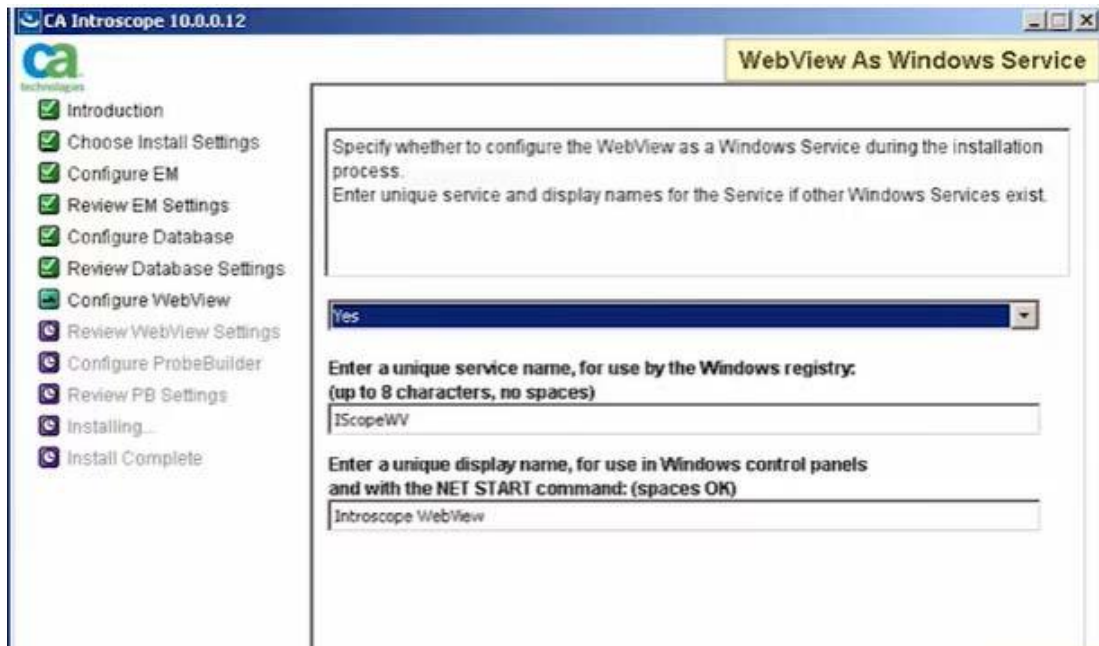 CA Introscope 10.0.0.12
ca
technologies
WebView As Windows Service
Introduction
Choose Install Settings
Configure EM
Review EM Settings
Configure Database
Review Database Settings
Configure WebView
Review WebView Settings
Configure ProbeBuilder
Review PB Settings
Installing...
Install Complete
Specify whether to configure the WebView as a Windows Service during the installation
process.
Enter unique service and display names for the Service if other Windows Services exist.
Yes
Enter a unique service name, for use by the Windows registry:
(up to 8 characters, no spaces)
IScopeWV
Enter a unique display name, for use in Windows control panels
and with the NET START command: (spaces OK)
Introscope WebView